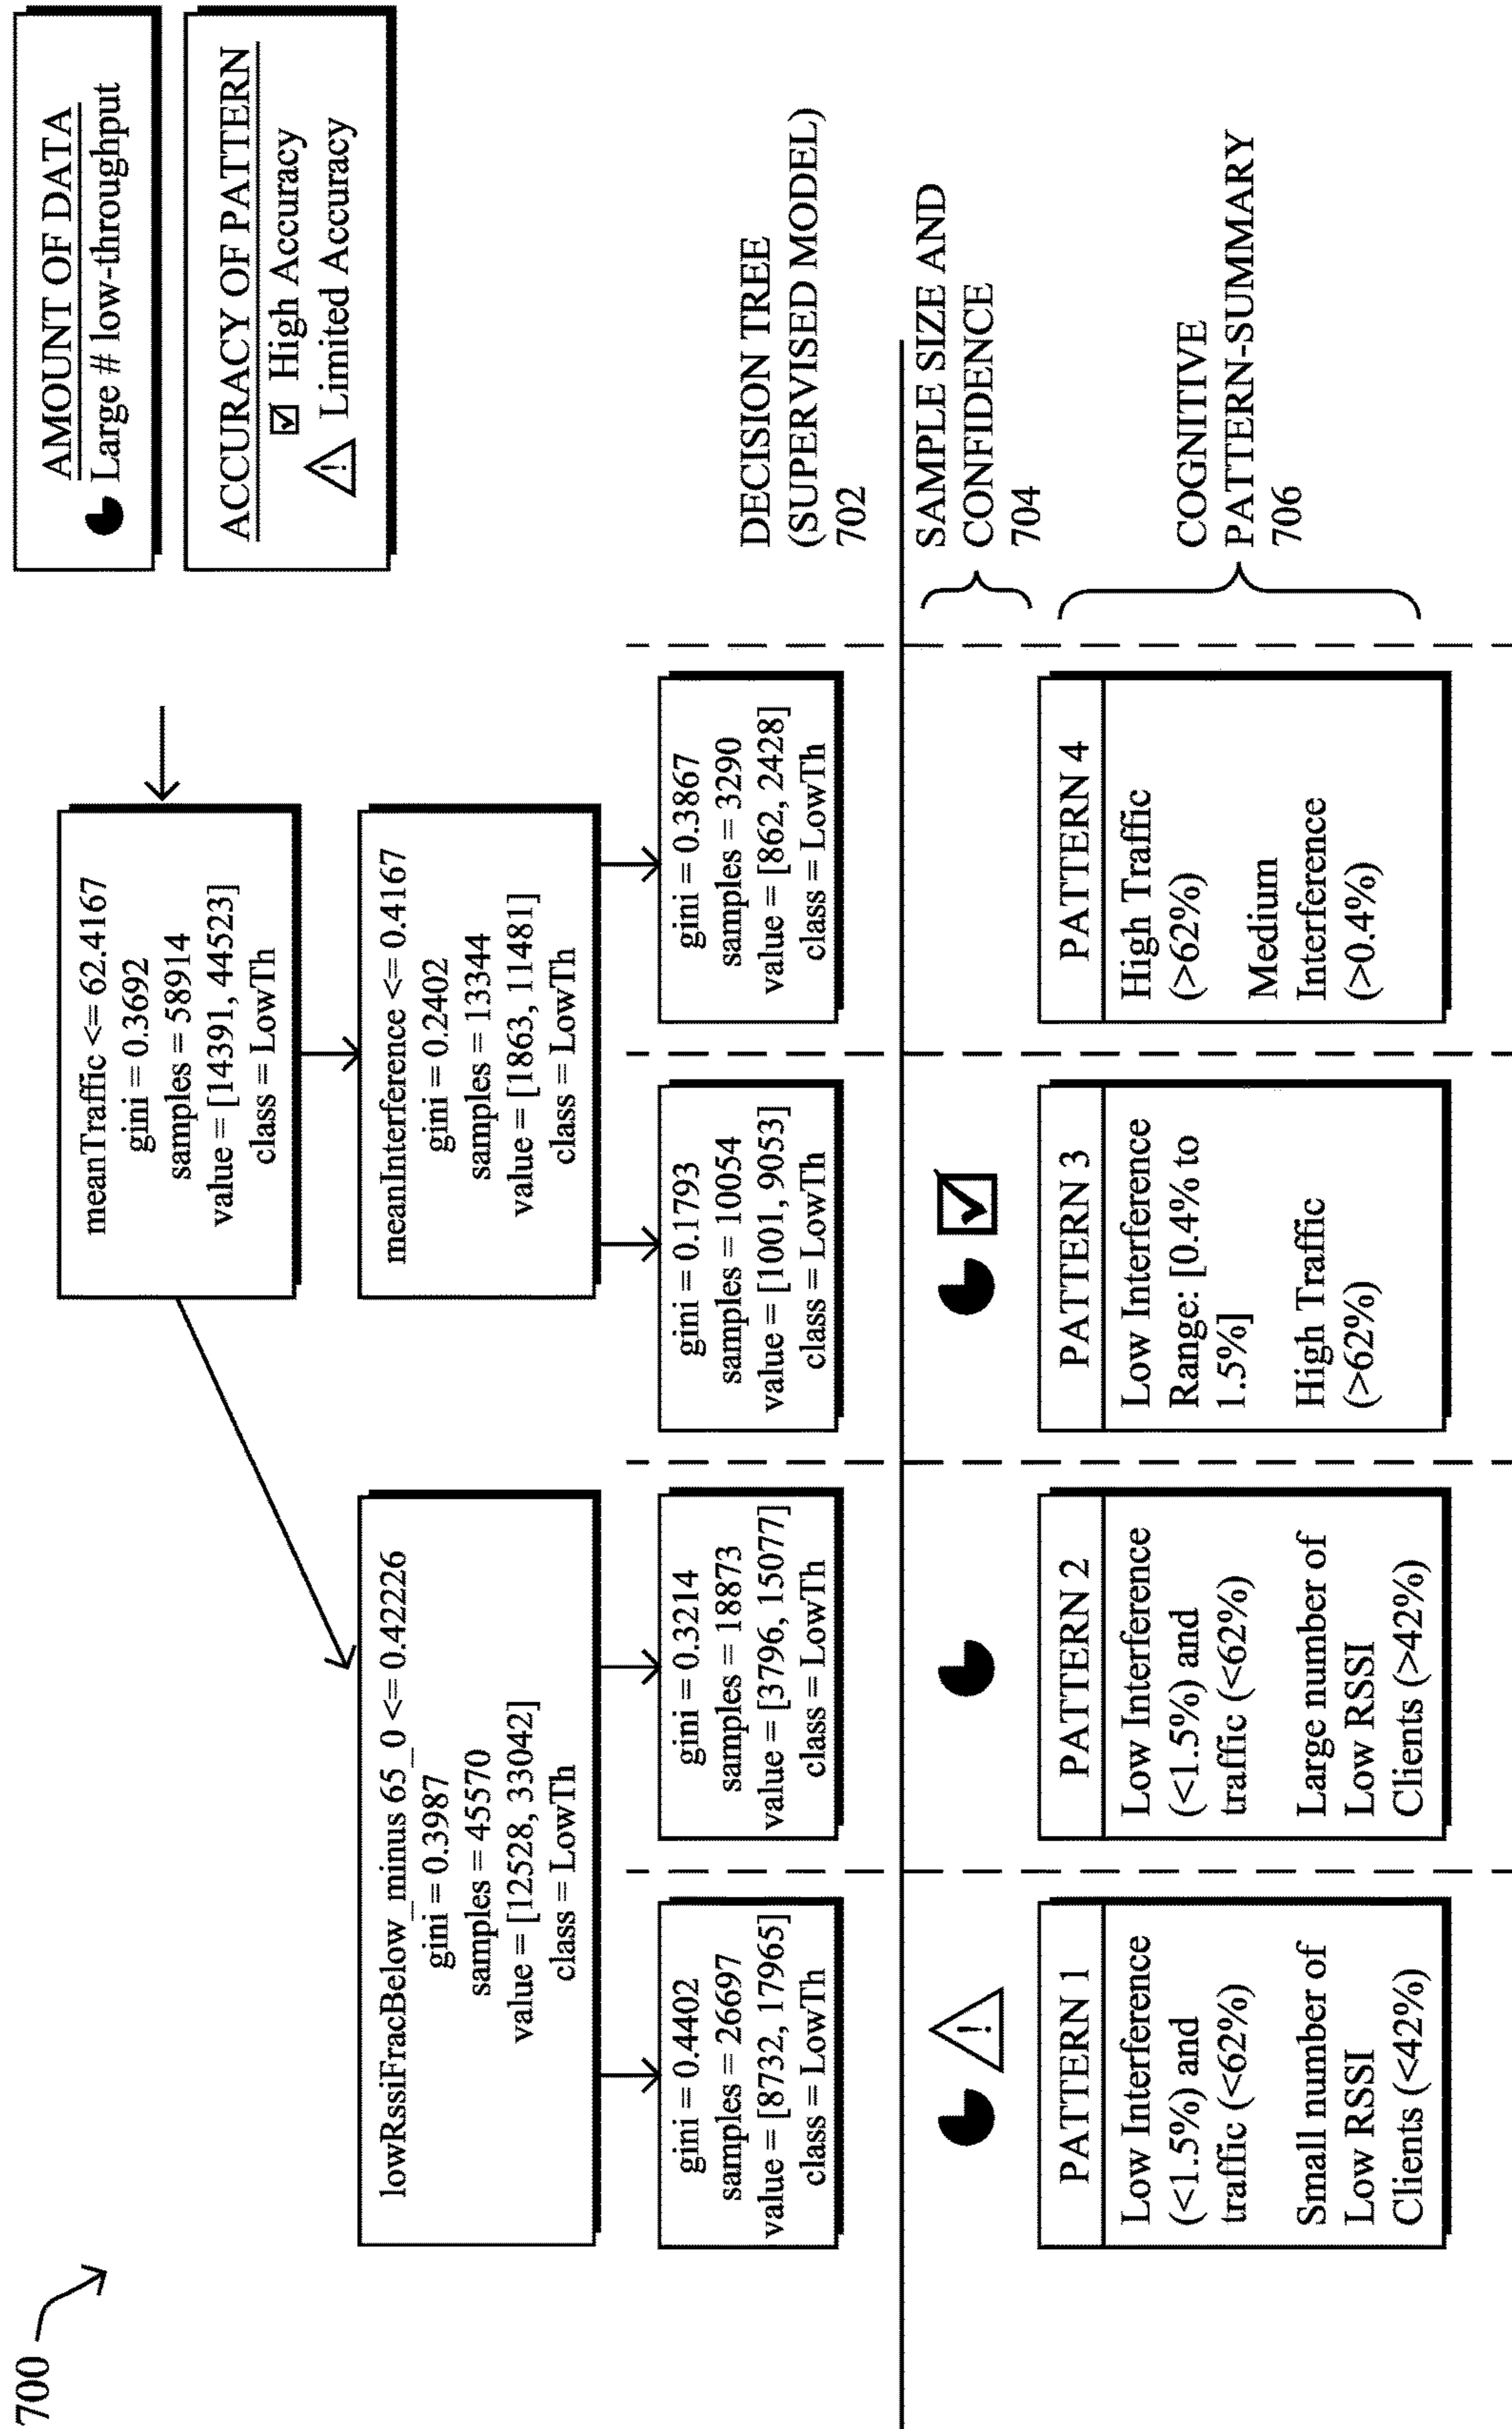 700
AMOUNT OF DATA
Large # low-throughput
ACCURACY OF PATTERN
High Accuracy
Limited Accuracy
meanTraffic <= 62.4167
gini = 0.3692
samples = 58914
value = [14391, 44523]
class = LowTh
lowRssiFracBelow_minus 65_0 <= 0.42226
gini = 0.3987
samples = 45570
value = [12528, 33042]
class = LowTh
meanInterference <= 0.4167
gini = 0.2402
samples = 13344
value = [1863, 11481]
class = LowTh
gini = 0.4402
samples = 26697
value = [8732, 17965]
class = LowTh
gini = 0.3214
samples = 18873
value = [3796, 15077]
class = LowTh
gini = 0.1793
samples = 10054
value = [1001, 9053]
class = LowTh
gini = 0.3867
samples = 3290
value = [862, 2428]
class = LowTh
DECISION TREE
(SUPERVISED MODEL)
702
SAMPLE SIZE AND
CONFIDENCE
704
PATTERN 1
Low Interference
(<1.5%) and
traffic (<62%)
Small number of
Low RSSI
Clients (<42%)
PATTERN 2
Low Interference
(<1.5%) and
traffic (<62%)
Large number of
Low RSSI
Clients (>42%)
PATTERN 3
Low Interference
Range: [0.4% to
1.5%]
High Traffic
(>62%)
PATTERN 4
High Traffic
(>62%)
Medium
Interference
(>0.4%)
COGNITIVE
PATTERN-SUMMARY
706